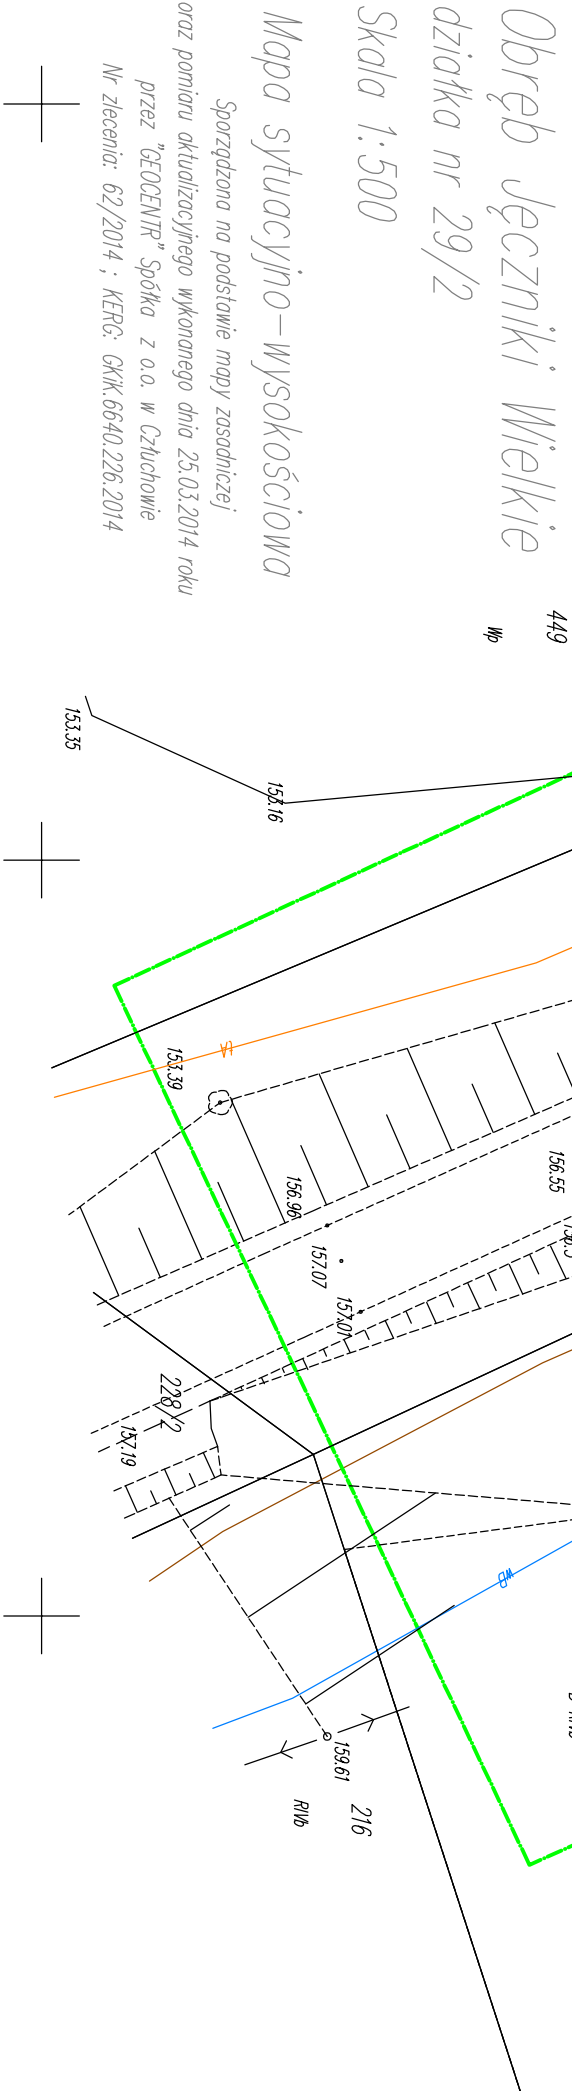 Obręb Jęczniki Wielkie
działka nr 29/2
Skala 1:500
Mapa sytuacyjno-wysokościowa
Sporządzona na podstawie mapy zasadniczej
oraz pomiaru aktualizacyjnego wykonanego dnia 25.03.2014 roku
przez "GEOCENTR" Spółka z o.o. w Człuchowie
Nr zlecenia: 62/2014 ; KERG: GKiK.6640.226.2014
449
Wp
153.35
153.16
153.39
156.55
156.96
157.07
157.01
228/2
157.19
159.61
216
RIVb